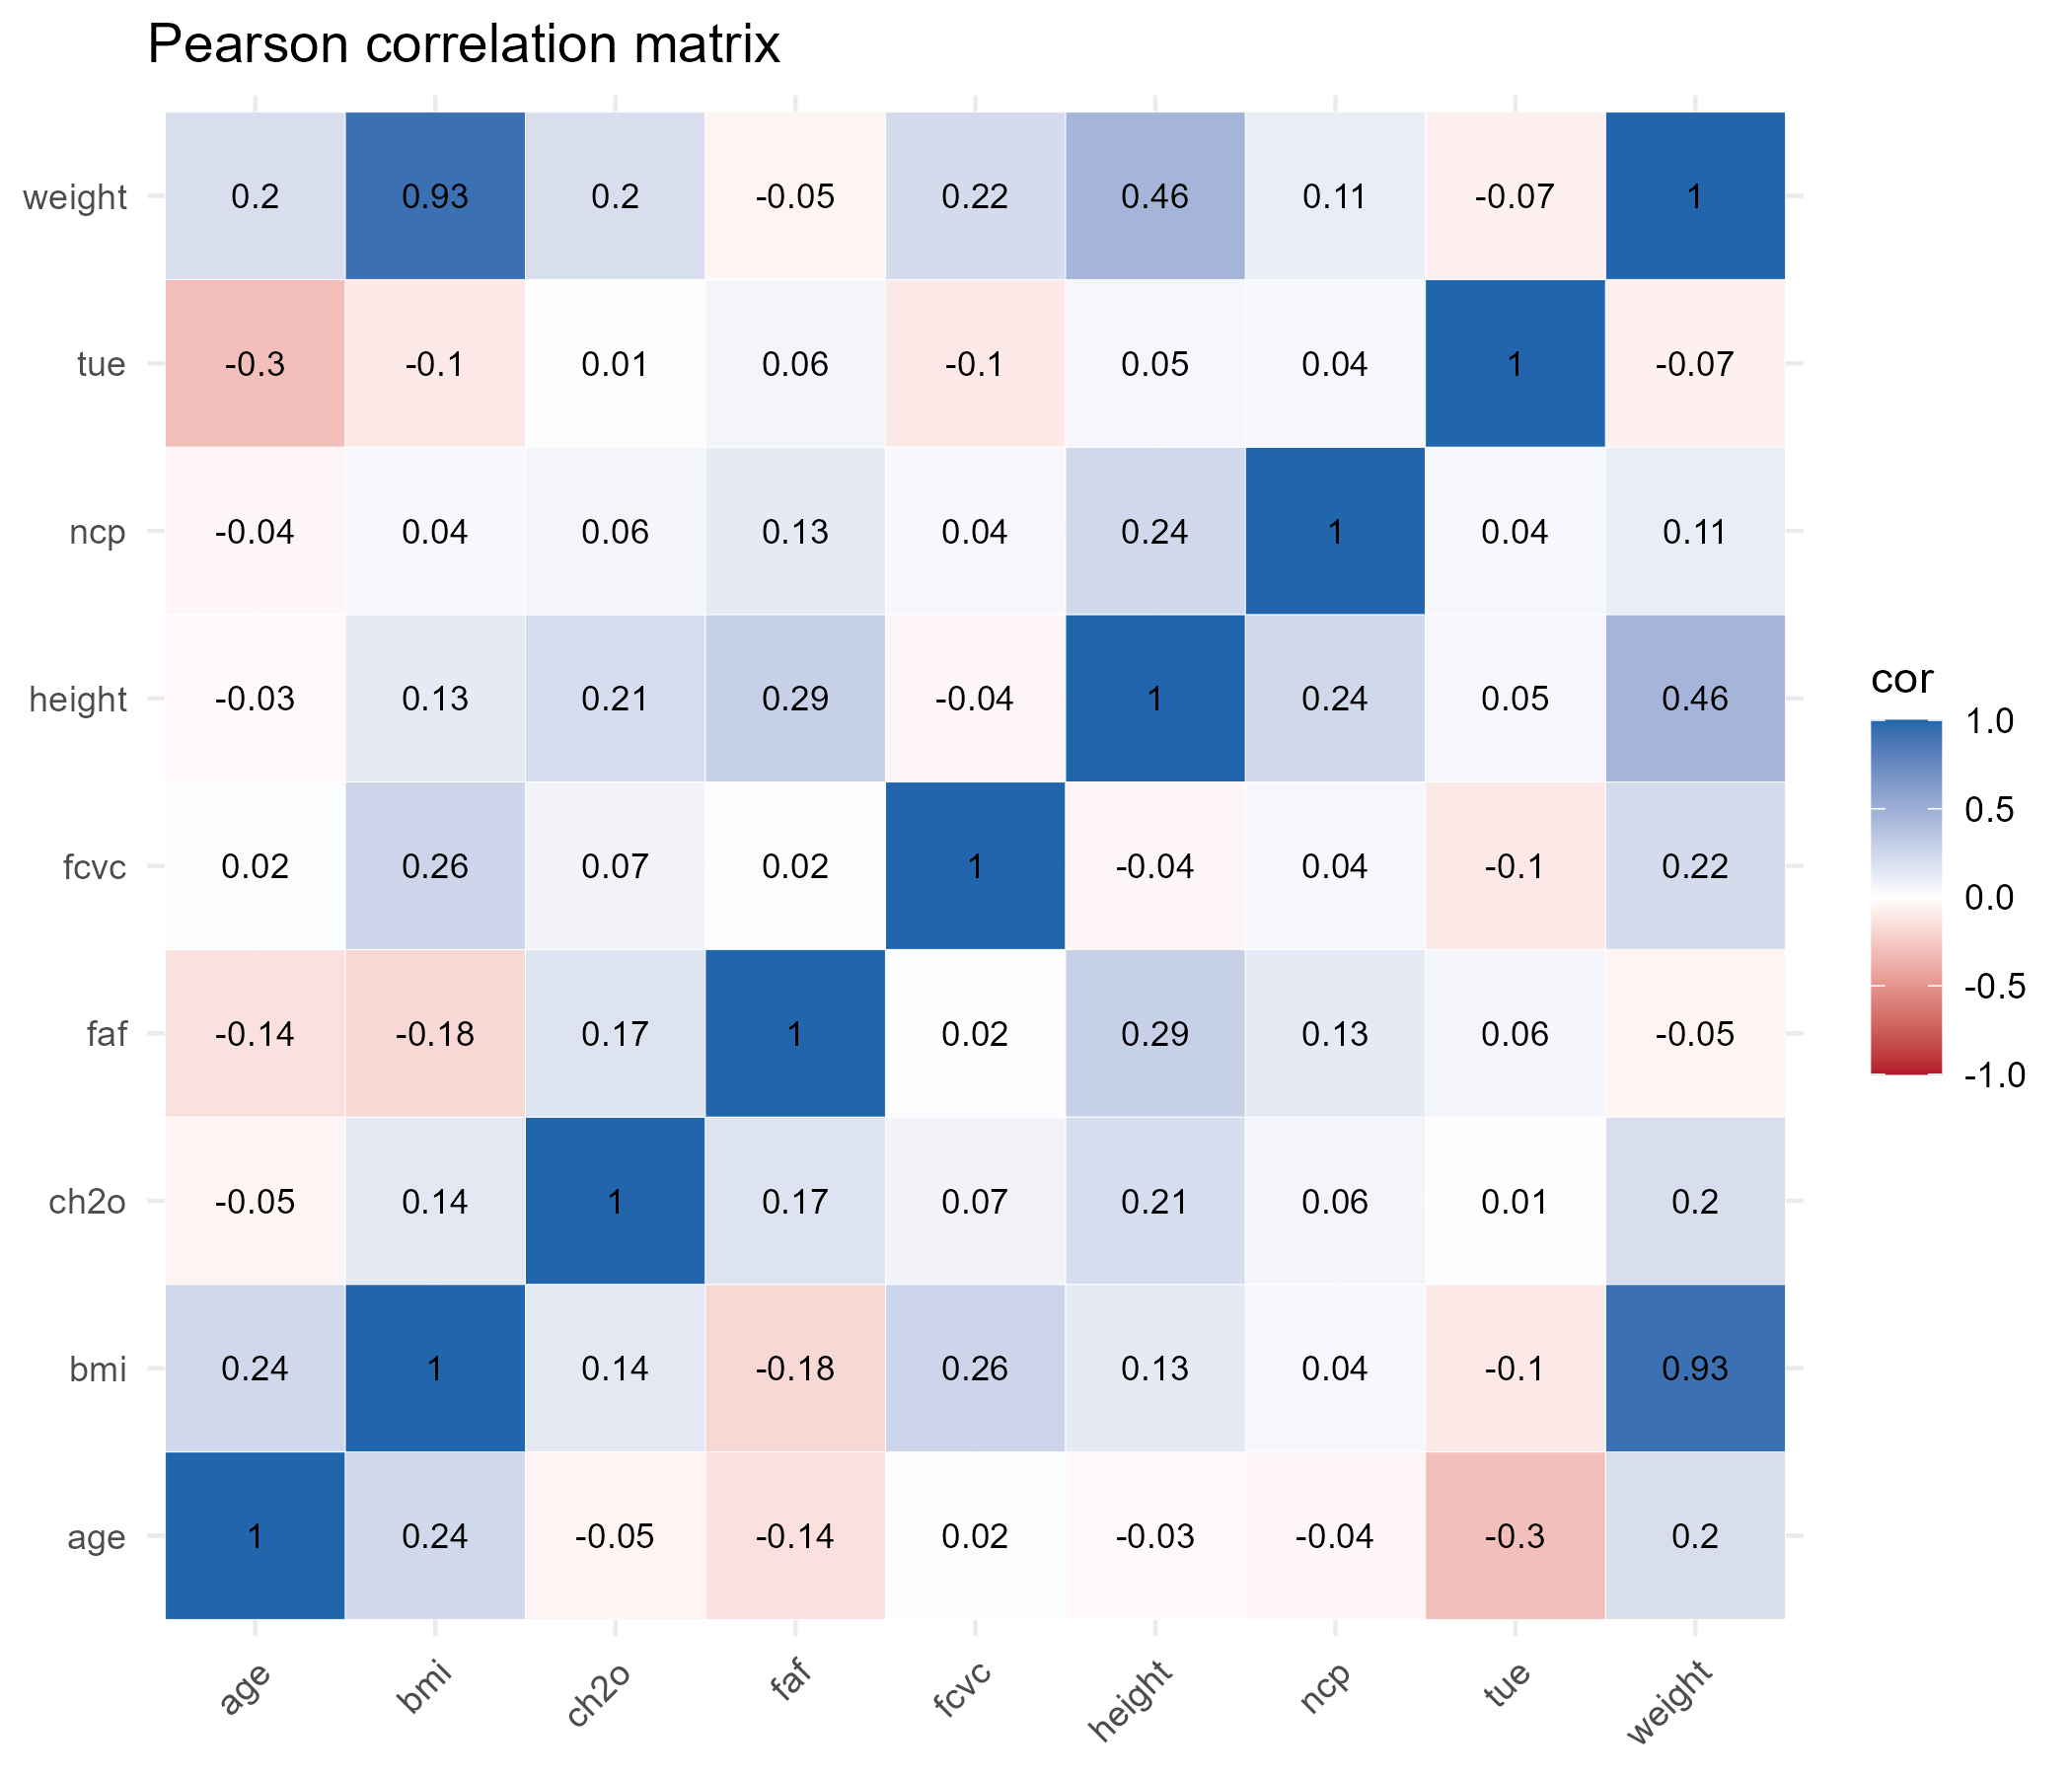 Pearson correlation matrix
weight 0.2 0.93 0.2 -0.05 0.22 0.46 0.11 -0.07 1
tue -0.3 -0.1 0.01 0.06 -0.1 0.05 0.04 1 -0.07
ncp -0.04 0.04 0.06 0.13 0.04 0.24 1 0.04 0.11
height -0.03 0.13 0.21 0.29 -0.04 1 0.24 0.05 0.46
fcvc 0.02 0.26 0.07 0.02 1 -0.04 0.04 -0.1 0.22
faf -0.14 -0.18 0.17 1 0.02 0.29 0.13 0.06 -0.05
ch2o -0.05 0.14 1 0.17 0.07 0.21 0.06 0.01 0.2
bmi 0.24 1 0.14 -0.18 0.26 0.13 0.04 -0.1 0.93
age 1 0.24 -0.05 -0.14 0.02 -0.03 -0.04 -0.3 0.2
age bmi ch2o faf fcvc height ncp tue weight
cor
1.0
0.5
0.0
-0.5
-1.0